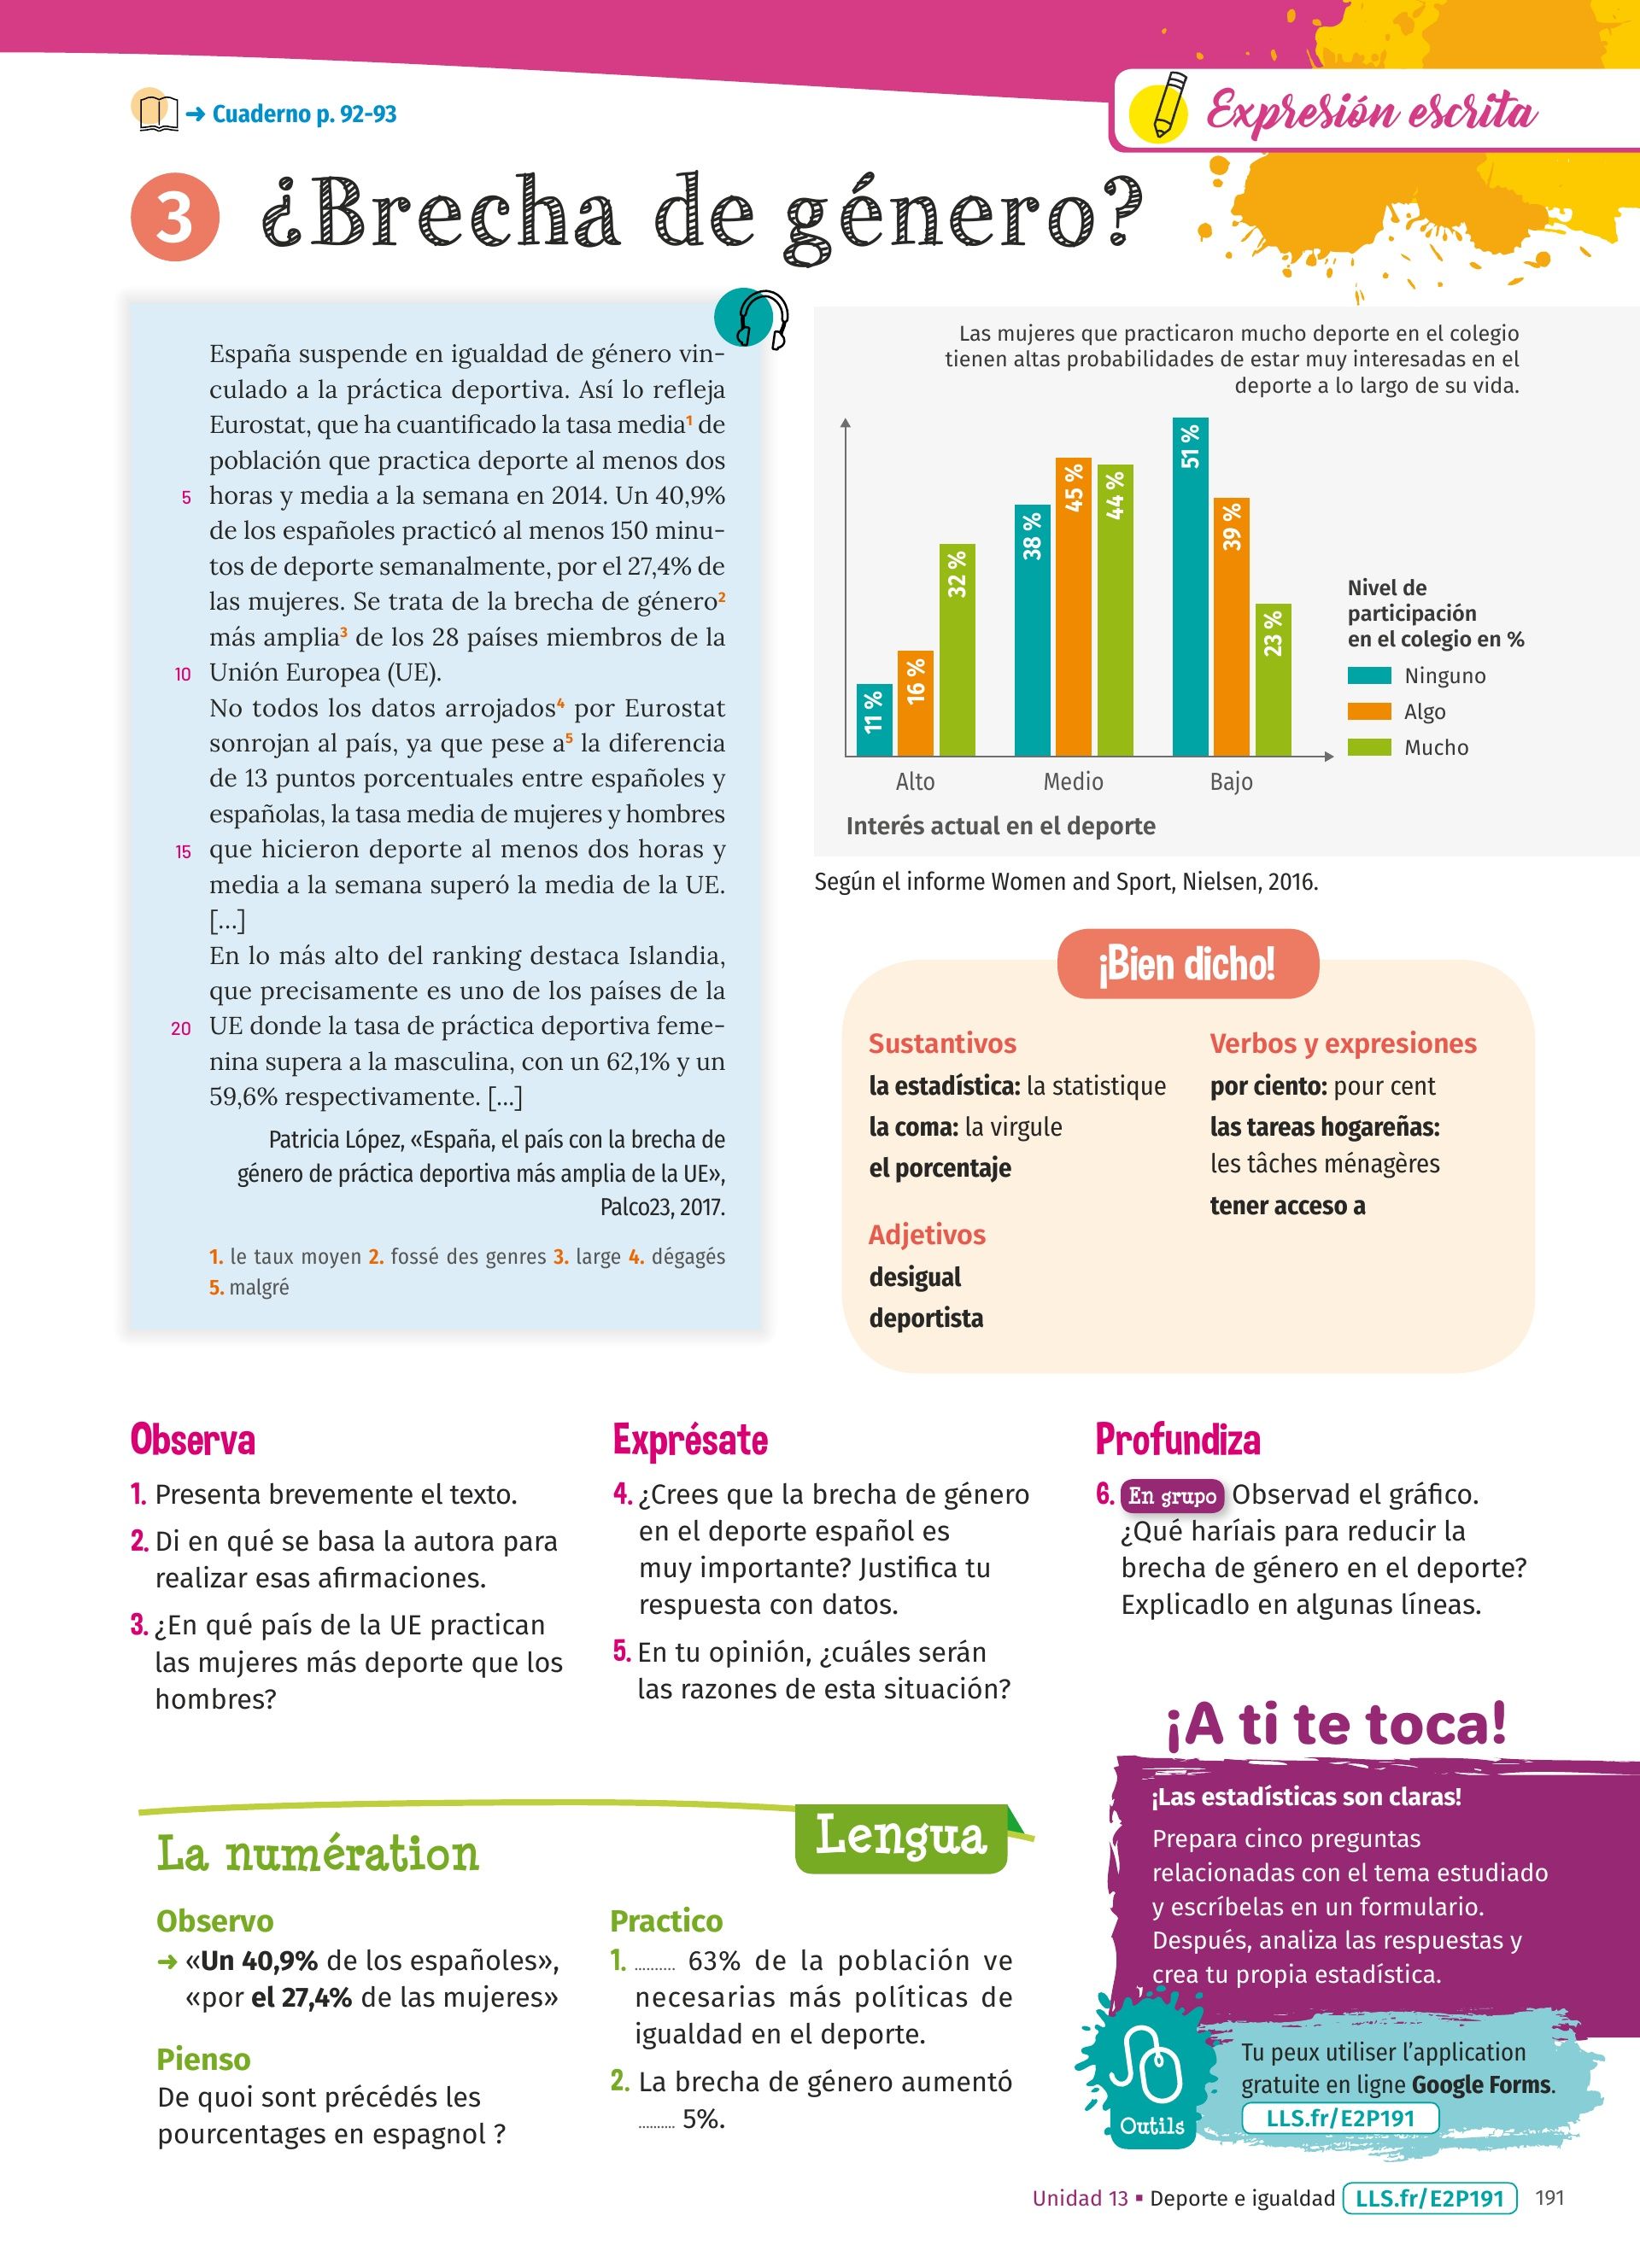 ➜ Cuaderno p. 92-93
Expresión escrita
3 ¿Brecha de género?
España suspende en igualdad de género vin-
culado a la práctica deportiva. Así lo refleja
Eurostat, que ha cuantificado la tasa media¹ de
población que practica deporte al menos dos
5 horas y media a la semana en 2014. Un 40,9%
de los españoles practicó al menos 150 minu-
tos de deporte semanalmente, por el 27,4% de
las mujeres. Se trata de la brecha de género²
más amplia³ de los 28 países miembros de la
10 Unión Europea (UE).
No todos los datos arrojados⁴ por Eurostat
sonrojan al país, ya que pese a⁵ la diferencia
de 13 puntos porcentuales entre españoles y
españolas, la tasa media de mujeres y hombres
15 que hicieron deporte al menos dos horas y
media a la semana superó la media de la UE.
[...]
En lo más alto del ranking destaca Islandia,
que precisamente es uno de los países de la
20 UE donde la tasa de práctica deportiva feme-
nina supera a la masculina, con un 62,1% y un
59,6% respectivamente. [...]
Patricia López, «España, el país con la brecha de
género de práctica deportiva más amplia de la UE»,
Palco23, 2017.
1. le taux moyen 2. fossé des genres 3. large 4. dégagés
5. malgré
Las mujeres que practicaron mucho deporte en el colegio
tienen altas probabilidades de estar muy interesadas en el
deporte a lo largo de su vida.
11 %
16 %
32 %
38 %
45 %
44 %
51 %
39 %
23 %
Alto
Medio
Bajo
Interés actual en el deporte
Nivel de
participación
en el colegio en %
Ninguno
Algo
Mucho
Según el informe Women and Sport, Nielsen, 2016.
¡Bien dicho!
Sustantivos
la estadística: la statistique
la coma: la virgule
el porcentaje
Adjetivos
desigual
deportista
Verbos y expresiones
por ciento: pour cent
las tareas hogareñas:
les tâches ménagères
tener acceso a
Observa
1. Presenta brevemente el texto.
2. Di en qué se basa la autora para
realizar esas afirmaciones.
3. ¿En qué país de la UE practican
las mujeres más deporte que los
hombres?
Exprésate
4. ¿Crees que la brecha de género
en el deporte español es
muy importante? Justifica tu
respuesta con datos.
5. En tu opinión, ¿cuáles serán
las razones de esta situación?
Profundiza
6. En grupo Observad el gráfico.
¿Qué haríais para reducir la
brecha de género en el deporte?
Explicadlo en algunas líneas.
Lengua
La numération
Observo
➜ «Un 40,9% de los españoles»,
«por el 27,4% de las mujeres»
Pienso
De quoi sont précédés les
pourcentages en espagnol ?
Practico
1. .......... 63% de la población ve
necesarias más políticas de
igualdad en el deporte.
2. La brecha de género aumentó
.......... 5%.
¡A ti te toca!
¡Las estadísticas son claras!
Prepara cinco preguntas
relacionadas con el tema estudiado
y escríbelas en un formulario.
Después, analiza las respuestas y
crea tu propia estadística.
Outils
Tu peux utiliser l'application
gratuite en ligne Google Forms.
LLS.fr/E2P191
Unidad 13 ▪ Deporte e igualdad LLS.fr/E2P191 191